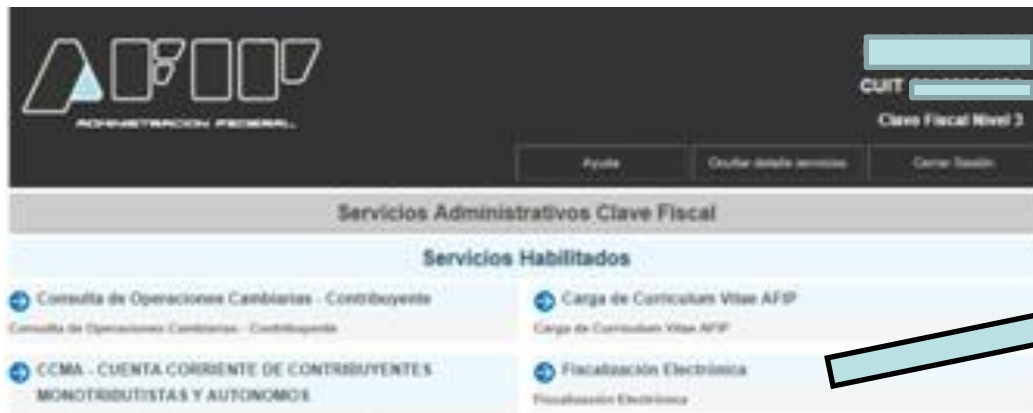 AFIP
ADMINISTRACION FEDERAL
CUIT
Clave Fiscal Nivel 3
Ayuda
Ocultar detalle servicios
Cerrar Sesión
Servicios Administrativos Clave Fiscal
Servicios Habilitados
Consulta de Operaciones Cambiarias - Contribuyente
Consulta de Operaciones Cambiarias - Contribuyente
Carga de Curriculum Vitae AFIP
Carga de Curriculum Vitae AFIP
CCMA - CUENTA CORRIENTE DE CONTRIBUYENTES
MONOTRIBUTISTAS Y AUTONOMOS
Fiscalización Electrónica
Fiscalización Electrónica